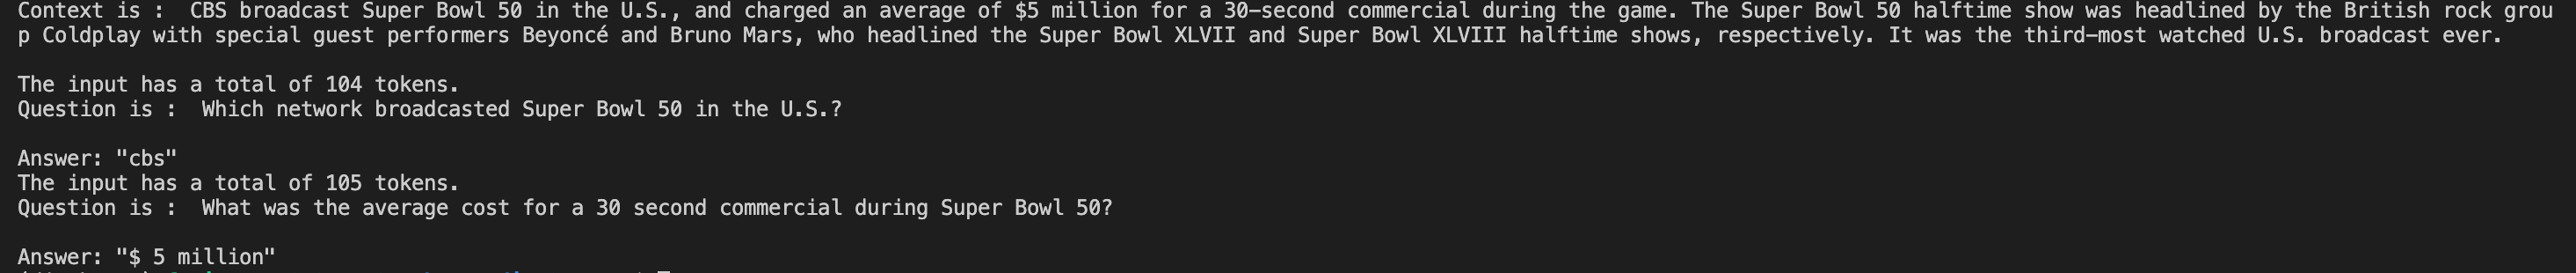 Context is :  CBS broadcast Super Bowl 50 in the U.S., and charged an average of $5 million for a 30-second commercial during the game. The Super Bowl 50 halftime show was headlined by the British rock grou
p Coldplay with special guest performers Beyoncé and Bruno Mars, who headlined the Super Bowl XLVII and Super Bowl XLVIII halftime shows, respectively. It was the third-most watched U.S. broadcast ever.
The input has a total of 104 tokens.
Question is :  Which network broadcasted Super Bowl 50 in the U.S.?
Answer: "cbs"
The input has a total of 105 tokens.
Question is :  What was the average cost for a 30 second commercial during Super Bowl 50?
Answer: "$ 5 million"